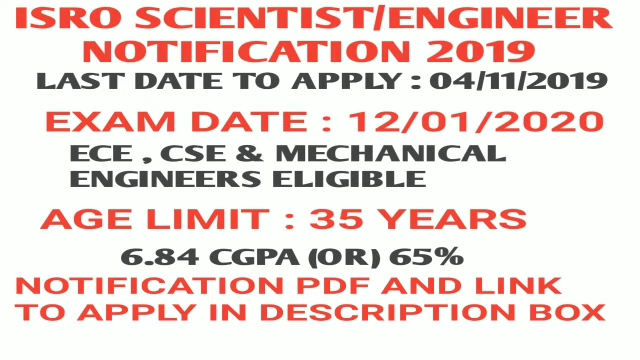 ISRO SCIENTIST/ENGINEER
NOTIFICATION 2019
LAST DATE TO APPLY : 04/11/2019
EXAM DATE : 12/01/2020
ECE , CSE & MECHANICAL
ENGINEERS ELIGIBLE
AGE LIMIT : 35 YEARS
6.84 CGPA (OR) 65%
NOTIFICATION PDF AND LINK
TO APPLY IN DESCRIPTION BOX